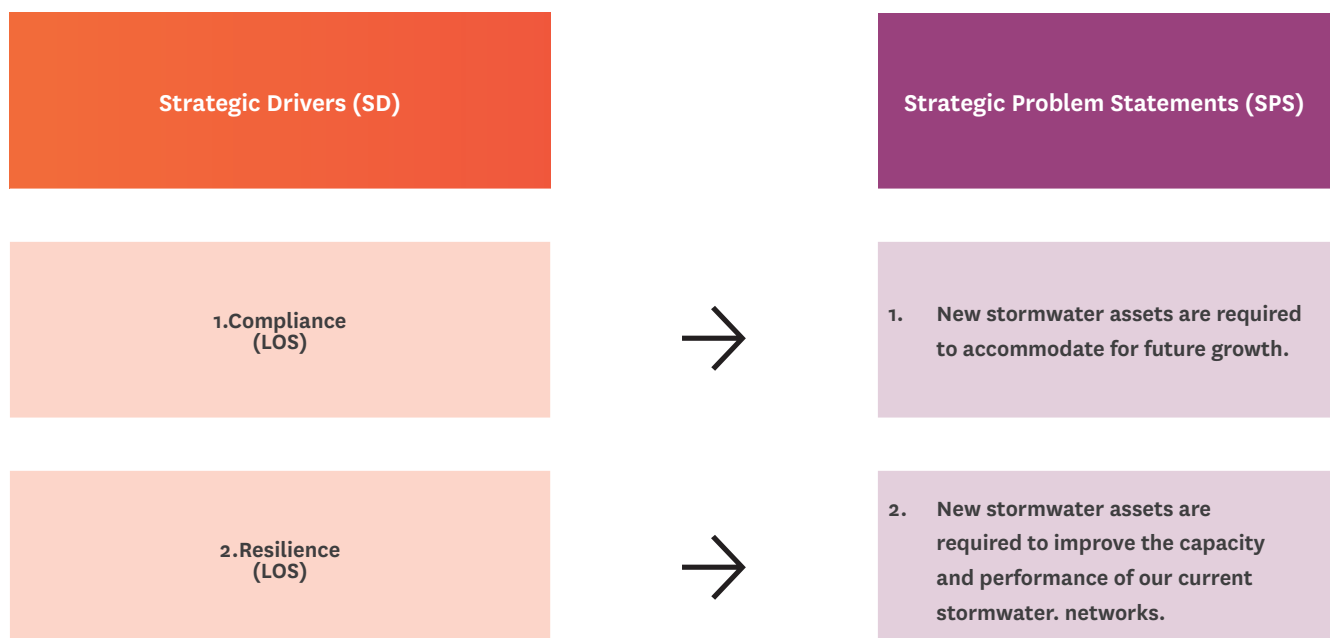 Strategic Drivers (SD)
Strategic Problem Statements (SPS)
1.Compliance
(LOS)
1. New stormwater assets are required
to accommodate for future growth.
2.Resilience
(LOS)
2. New stormwater assets are
required to improve the capacity
and performance of our current
stormwater. networks.